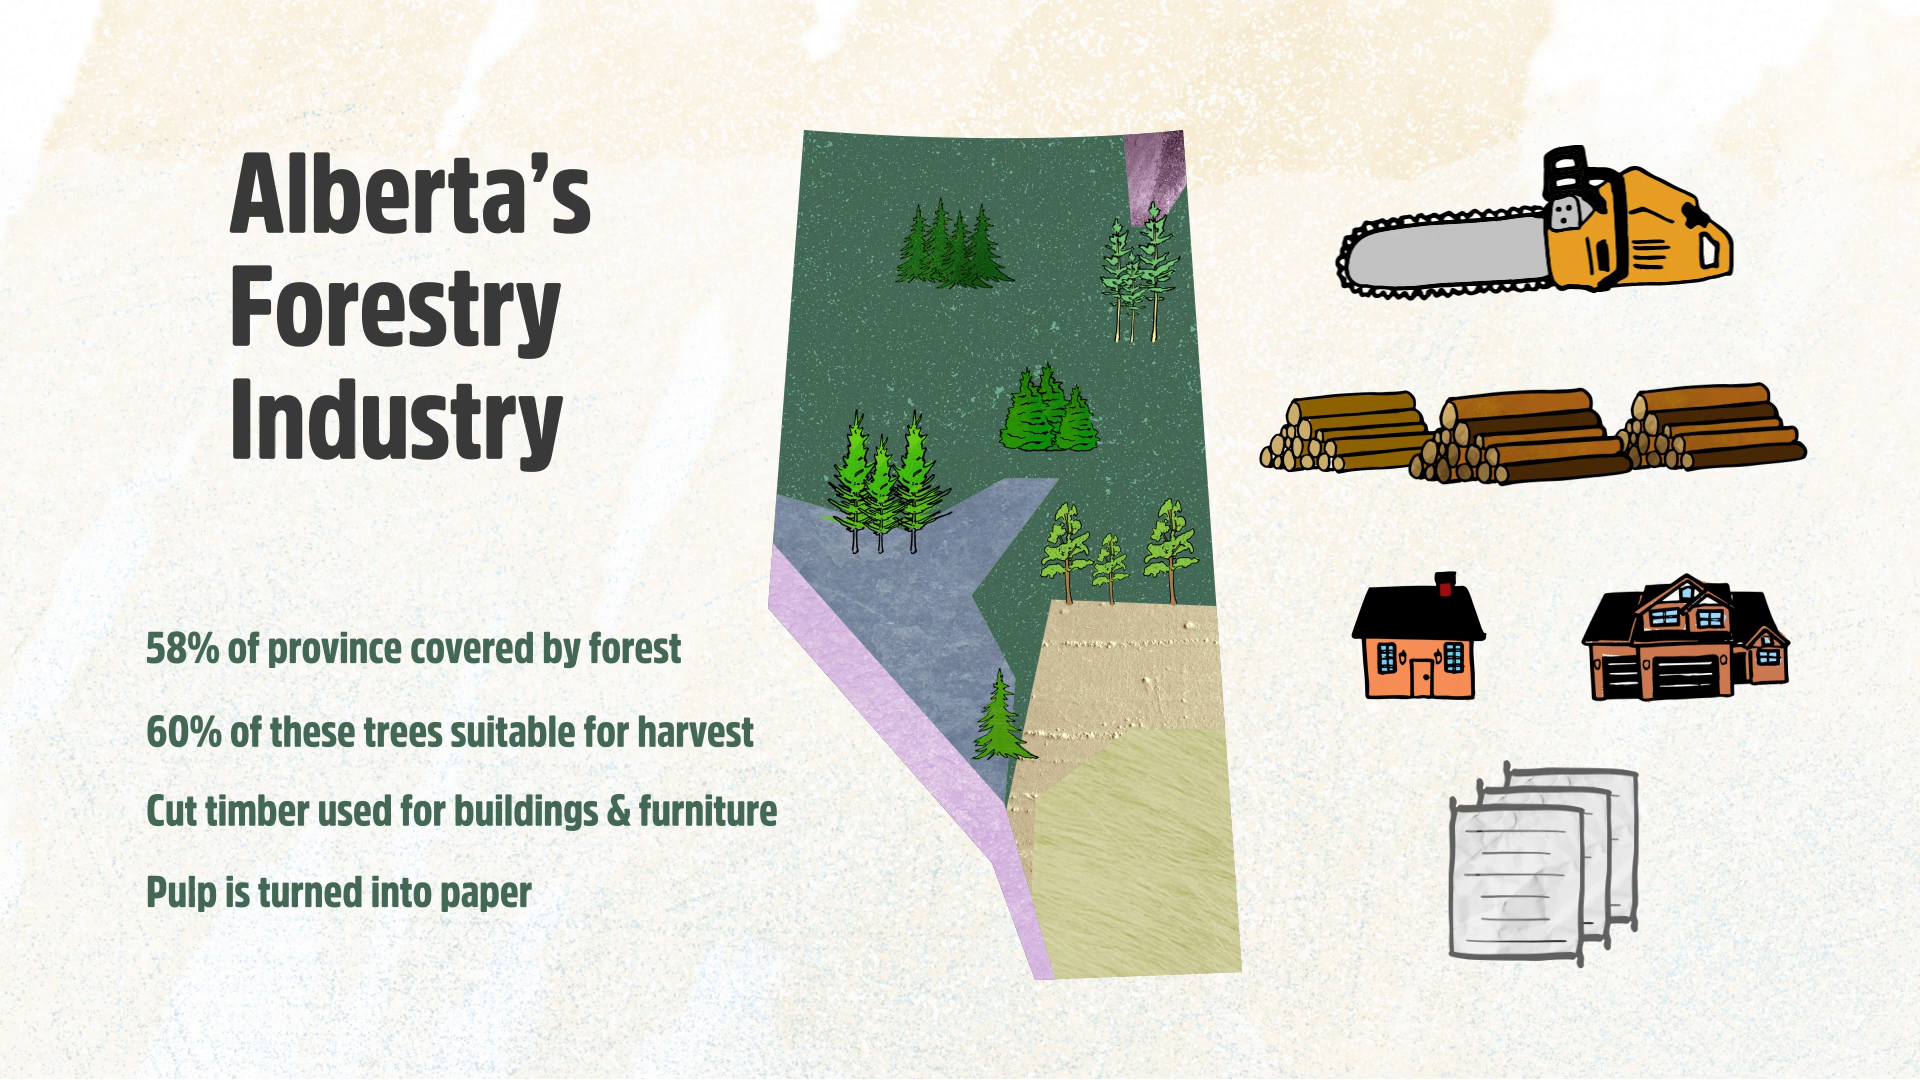 Alberta’s
Forestry
Industry
58% of province covered by forest
60% of these trees suitable for harvest
Cut timber used for buildings & furniture
Pulp is turned into paper